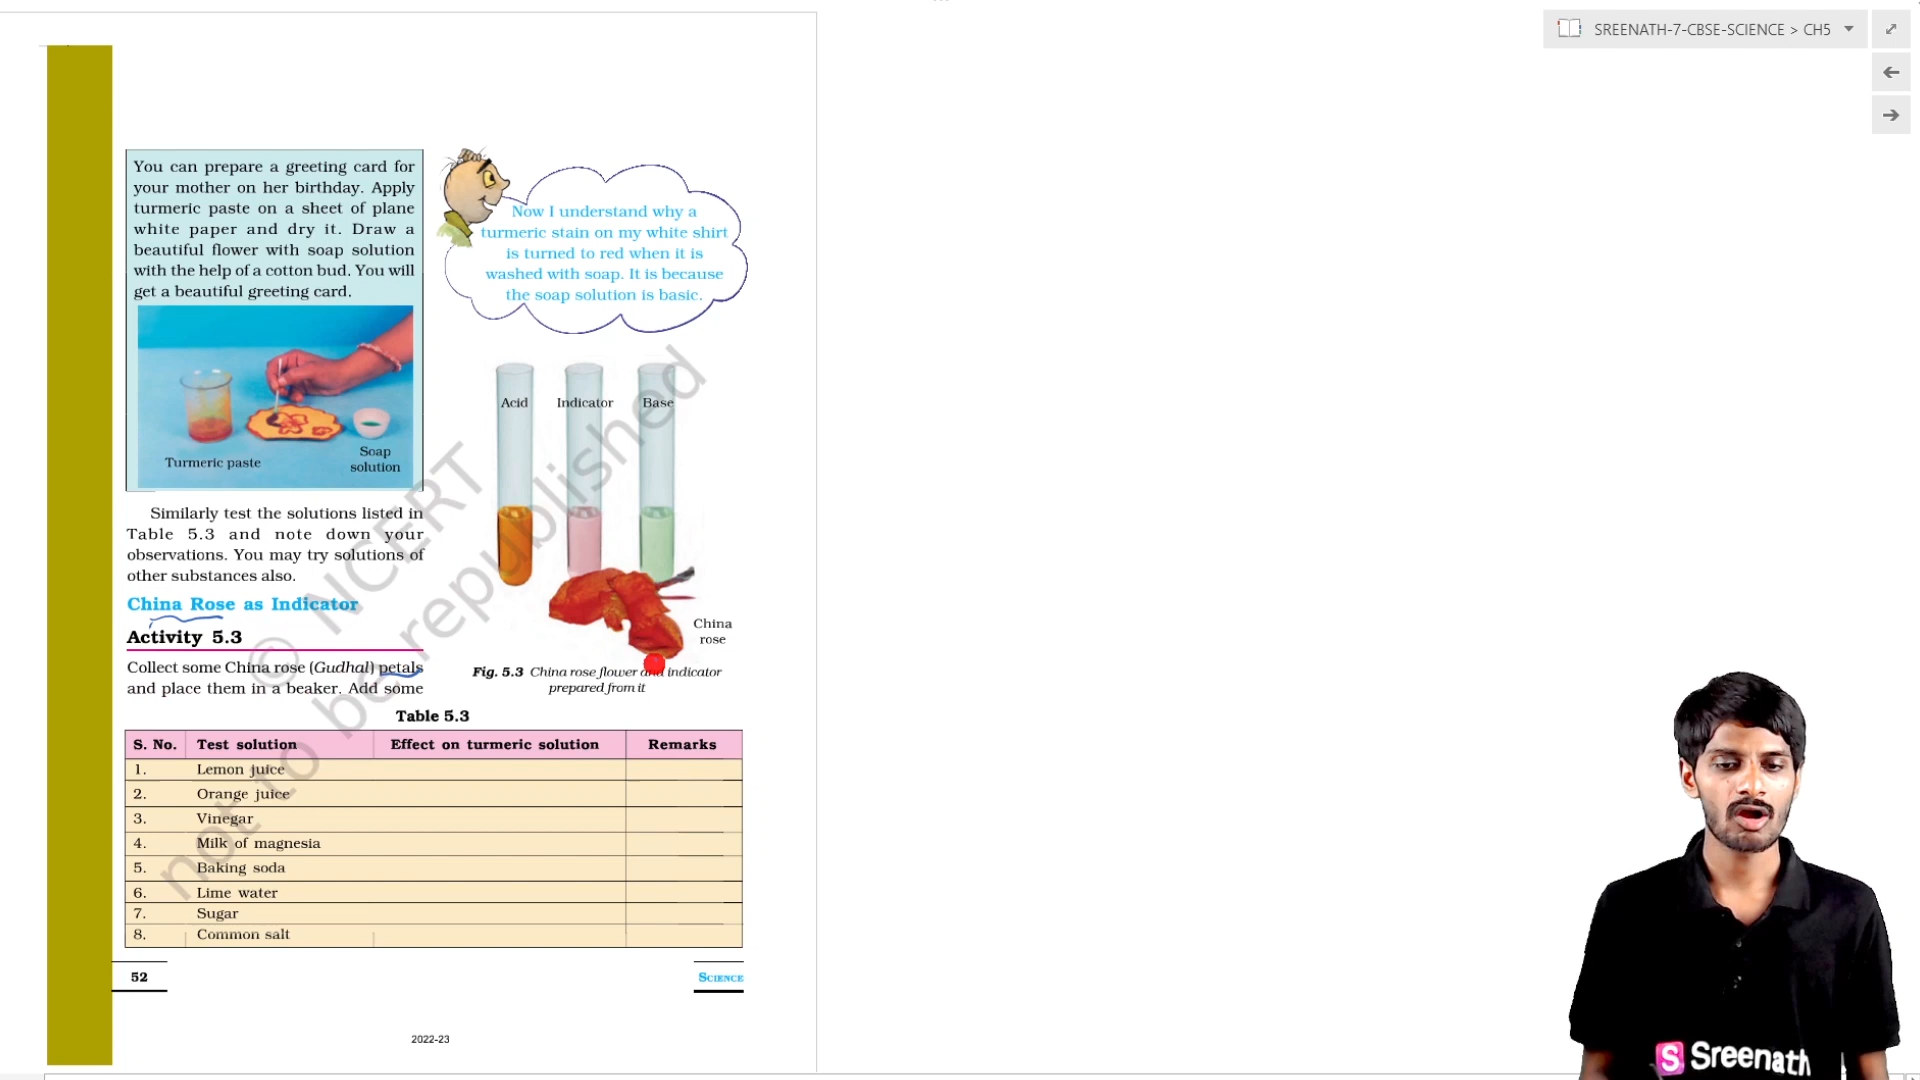 SREENATH-7-CBSE-SCIENCE > CH5
You can prepare a greeting card for
your mother on her birthday. Apply
turmeric paste on a sheet of plane
white paper and dry it. Draw a
beautiful flower with soap solution
with the help of a cotton bud. You will
get a beautiful greeting card.
Turmeric paste
Soap
solution
Similarly test the solutions listed in
Table 5.3 and note down your
observations. You may try solutions of
other substances also.
China Rose as Indicator
Activity 5.3
Collect some China rose (Gudhal) petals
and place them in a beaker. Add some
Now I understand why a
turmeric stain on my white shirt
is turned to red when it is
washed with soap. It is because
the soap solution is basic.
Acid Indicator Base
China
rose
Fig. 5.3 China rose flower and indicator
prepared from it
Table 5.3
S. No. Test solution Effect on turmeric solution Remarks
1. Lemon juice
2. Orange juice
3. Vinegar
4. Milk of magnesia
5. Baking soda
6. Lime water
7. Sugar
8. Common salt
52
SCIENCE
2022-23
© NCERT
not to be republished
S Sreenath